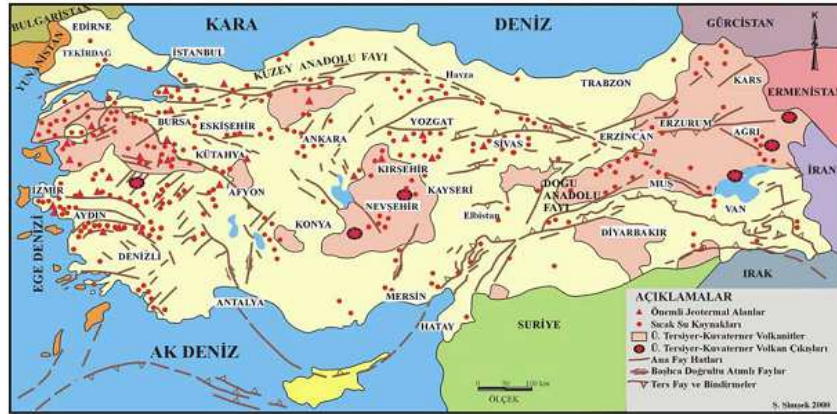 BULGARİSTAN
YUNANİSTAN
KARA
DENİZ
GÜRCİSTAN
K
EDİRNE
TEKİRDAĞ
İSTANBUL
KUZEY ANADOLU FAYI
Havza
TRABZON
KARS
ERMENİSTAN
BURSA
ESKİŞEHİR
ANKARA
YOZGAT
SİVAS
ERZİNCAN
ERZURUM
AĞRI
KÜTAHYA
KIRŞEHİR
İRAN
İZMİR
AFYON
KAYSERİ
NEVŞEHİR
DOĞU
ANADOLU
FAYI
MUŞ
VAN
AYDIN
KONYA
Elbistan
DİYARBAKIR
EGE DENİZİ
DENİZLİ
ANTALYA
MERSİN
HATAY
IRAK
SURİYE
AK DENİZ
0 50 100 km
ÖLÇEK
AÇIKLAMALAR
Önemli Jeotermal Alanlar
Sıcak Su Kaynakları
Ü. Tersiyer-Kuvaterner Volkanitler
Ü. Tersiyer-Kuvaterner Volkan Çıkışları
Ana Fay Hatları
Başlıca Doğrultu Atımlı Faylar
Ters Fay ve Bindirmeler
Ş. Şimşek 2000